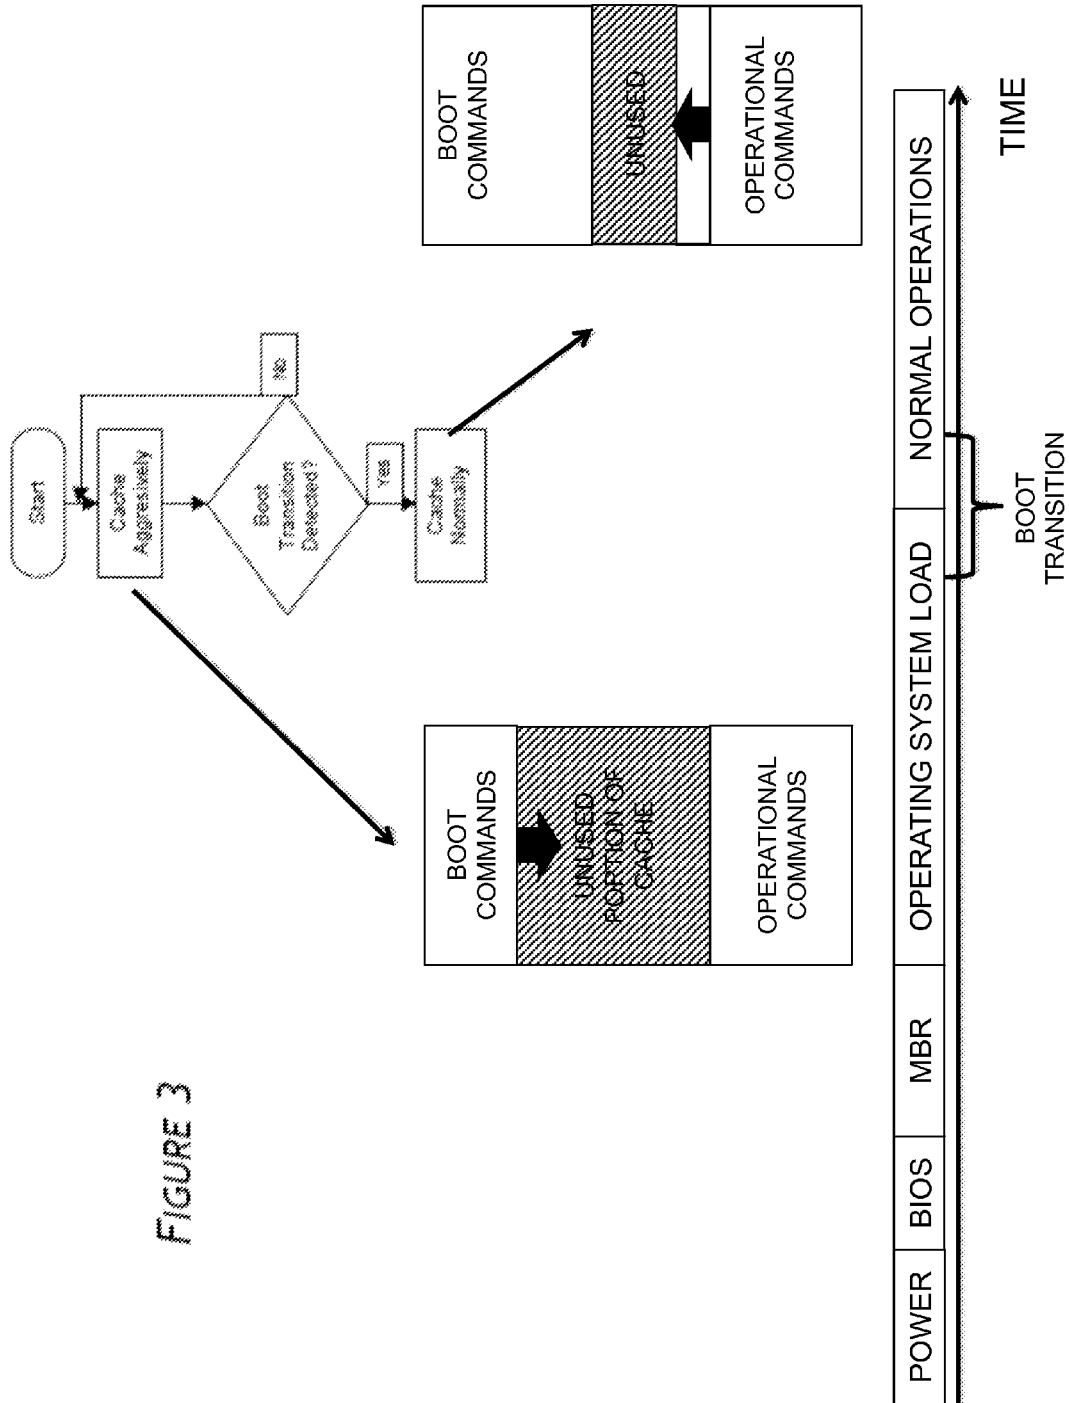 FIGURE 3
Start
Cache
Aggresively
Boot
Transition
Detected?
No
Yes
Cache
Normally
BOOT
COMMANDS
UNUSED
PORTION OF
CACHE
OPERATIONAL
COMMANDS
BOOT
COMMANDS
UNUSED
OPERATIONAL
COMMANDS
POWER
BIOS
MBR
OPERATING SYSTEM LOAD
NORMAL OPERATIONS
BOOT
TRANSITION
TIME